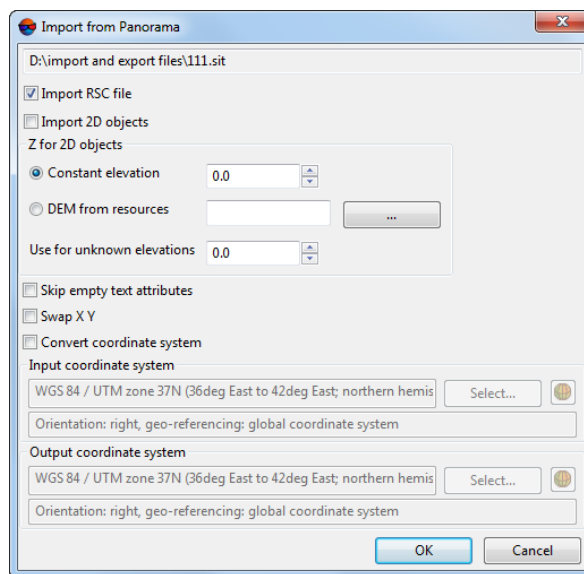 Import from Panorama
D:\import and export files\111.sit
Import RSC file
Import 2D objects
Z for 2D objects
Constant elevation 0.0
DEM from resources ...
Use for unknown elevations 0.0
Skip empty text attributes
Swap X Y
Convert coordinate system
Input coordinate system
WGS 84 / UTM zone 37N (36deg East to 42deg East; northern hemis Select...
Orientation: right, geo-referencing: global coordinate system
Output coordinate system
WGS 84 / UTM zone 37N (36deg East to 42deg East; northern hemis Select...
Orientation: right, geo-referencing: global coordinate system
OK Cancel